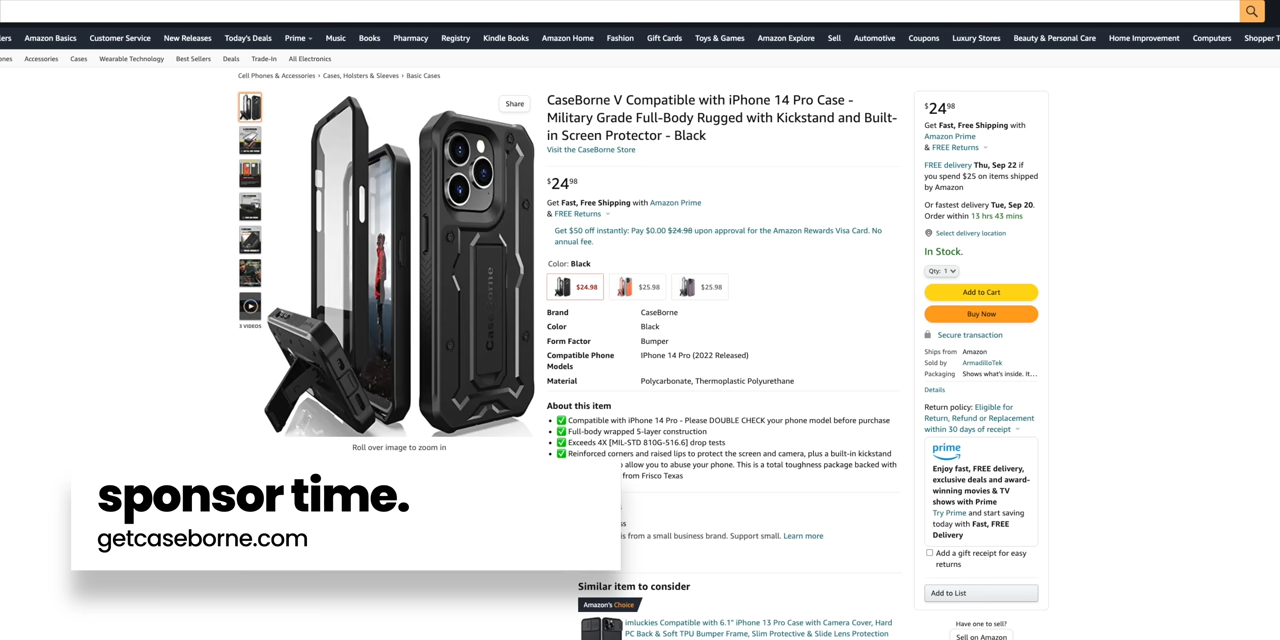 Amazon Basics Customer Service New Releases Today's Deals Prime Music Books Pharmacy Registry Kindle Books Amazon Home Fashion Gift Cards Toys & Games Amazon Explore Sell Automotive Coupons Luxury Stores Beauty & Personal Care Home Improvement Computers Shopper T
Accessories Cases Wearable Technology Best Sellers Deals Trade-In All Electronics
Cell Phones & Accessories › Cases, Holsters & Sleeves › Basic Cases
Share
3 VIDEOS
CaseBorne
Roll over image to zoom in
CaseBorne V Compatible with iPhone 14 Pro Case -
Military Grade Full-Body Rugged with Kickstand and Built-
in Screen Protector - Black
Visit the CaseBorne Store
$24.98
Get Fast, Free Shipping with Amazon Prime
& FREE Returns
Get $50 off instantly: Pay $0.00 $24.98 upon approval for the Amazon Rewards Visa Card. No
annual fee.
Color: Black
$24.98 $25.98 $25.98
Brand CaseBorne
Color Black
Form Factor Bumper
Compatible Phone IPhone 14 Pro (2022 Released)
Models
Material Polycarbonate, Thermoplastic Polyurethane
About this item
✅ Compatible with iPhone 14 Pro - Please DOUBLE CHECK your phone model before purchase
✅ Full-body wrapped 5-layer construction
✅ Exceeds 4X [MIL-STD 810G-516.6] drop tests
✅ Reinforced corners and raised lips to protect the screen and camera, plus a built-in kickstand
allow you to abuse your phone. This is a total toughness package backed with
from Frisco Texas
is from a small business brand. Support small. Learn more
Similar item to consider
Amazon's Choice
imluckies Compatible with 6.1" iPhone 13 Pro Case with Camera Cover, Hard
PC Back & Soft TPU Bumper Frame, Slim Protective & Slide Lens Protection
sponsor time.
getcaseborne.com
$24.98
Get Fast, Free Shipping with
Amazon Prime
& FREE Returns
FREE delivery Thu, Sep 22 if
you spend $25 on items shipped
by Amazon
Or fastest delivery Tue, Sep 20.
Order within 13 hrs 43 mins
Select delivery location
In Stock.
Qty: 1
Add to Cart
Buy Now
Secure transaction
Ships from Amazon
Sold by ArmadilloTek
Packaging Shows what's inside. It...
Details
Return policy: Eligible for
Return, Refund or Replacement
within 30 days of receipt
prime
Enjoy fast, FREE delivery,
exclusive deals and award-
winning movies & TV
shows with Prime
Try Prime and start saving
today with Fast, FREE
Delivery
Add a gift receipt for easy
returns
Add to List
Have one to sell?
Sell on Amazon